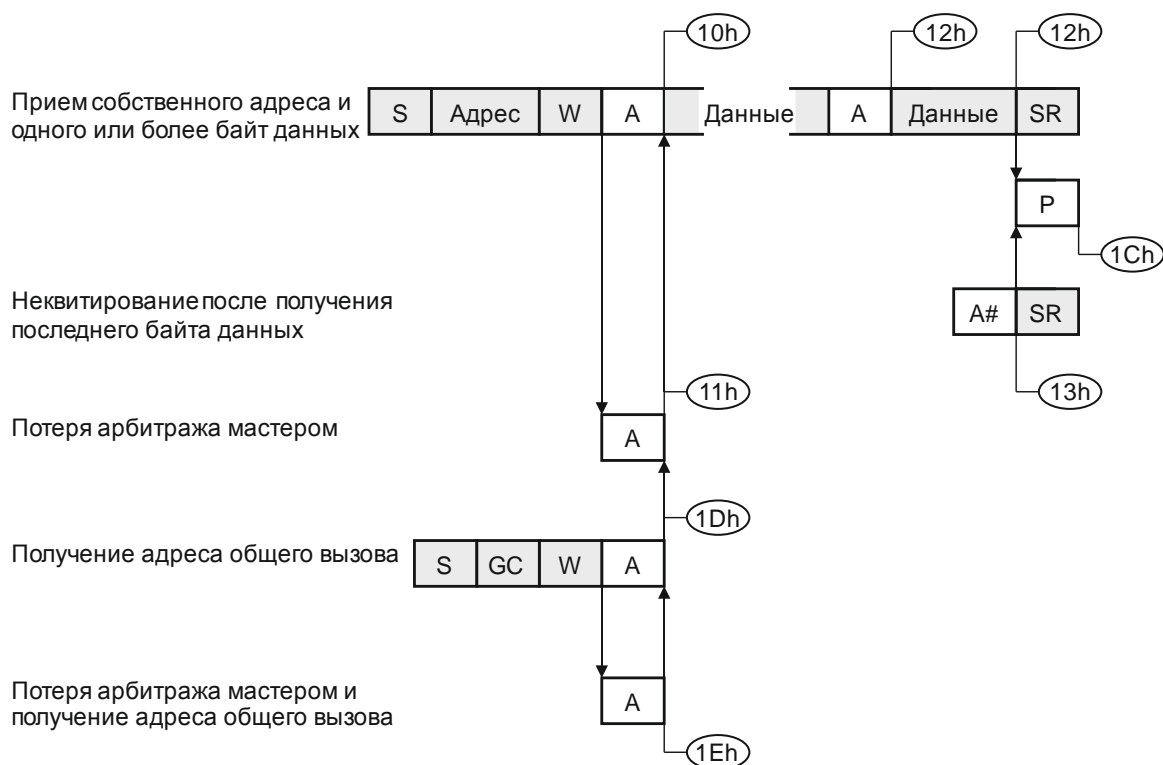 10h 12h 12h
Прием собственного адреса и
одного или более байт данных
S Адрес W A Данные A Данные SR
P
1Ch
Неквитирование после получения
последнего байта данных
A# SR
11h 13h
Потеря арбитража мастером
A
1Dh
Получение адреса общего вызова
S GC W A
Потеря арбитража мастером и
получение адреса общего вызова
A
1Eh